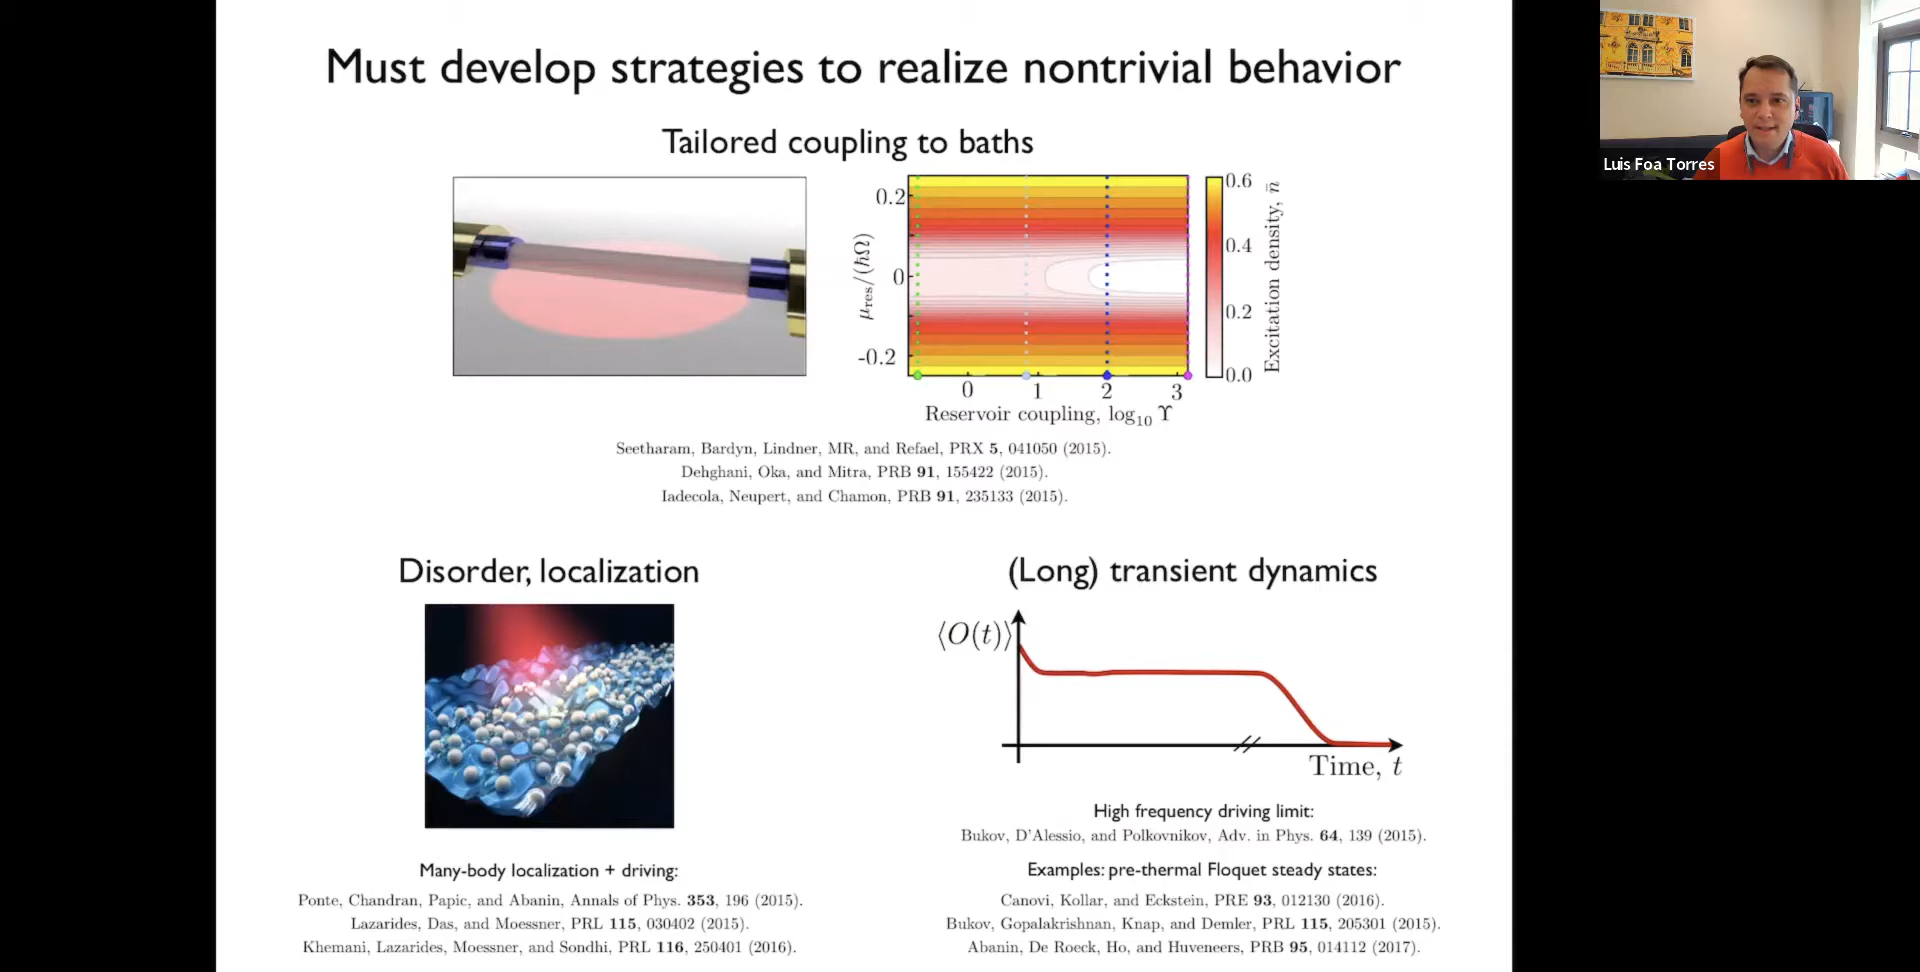 Must develop strategies to realize nontrivial behavior
Luis Foa Torres
Tailored coupling to baths
0.2
0
-0.2
μres/(ħΩ)
0
1
2
3
Reservoir coupling, log₁₀ ϒ
0.6
0.4
0.2
0.0
Excitation density, n̄
Seetharam, Bardyn, Lindner, MR, and Refael, PRX 5, 041050 (2015).
Dehghani, Oka, and Mitra, PRB 91, 155422 (2015).
Iadecola, Neupert, and Chamon, PRB 91, 235133 (2015).
Disorder, localization
Many-body localization + driving:
Ponte, Chandran, Papic, and Abanin, Annals of Phys. 353, 196 (2015).
Lazarides, Das, and Moessner, PRL 115, 030402 (2015).
Khemani, Lazarides, Moessner, and Sondhi, PRL 116, 250401 (2016).
(Long) transient dynamics
⟨O(t)⟩
Time, t
High frequency driving limit:
Bukov, D'Alessio, and Polkovnikov, Adv. in Phys. 64, 139 (2015).
Examples: pre-thermal Floquet steady states:
Canovi, Kollar, and Eckstein, PRE 93, 012130 (2016).
Bukov, Gopalakrishnan, Knap, and Demler, PRL 115, 205301 (2015).
Abanin, De Roeck, Ho, and Huveneers, PRB 95, 014112 (2017).